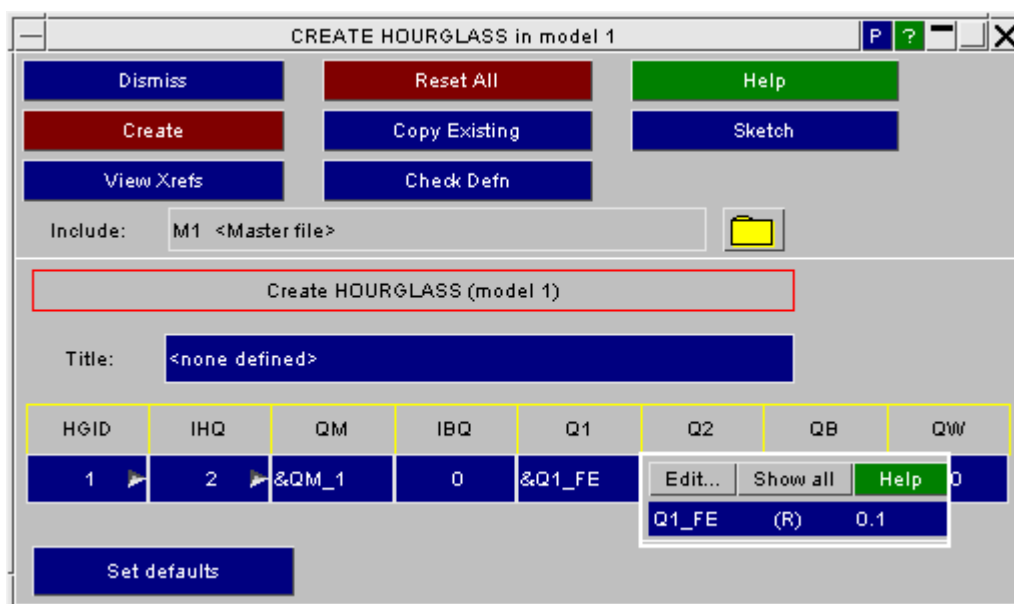 CREATE HOURGLASS in model 1 P ?
Dismiss Reset All Help
Create Copy Existing Sketch
View Xrefs Check Defn
Include: M1 <Master file>
Create HOURGLASS (model 1)
Title: <none defined>
HGID IHQ QM IBQ Q1 Q2 QB QW
1 2 &QM_1 0 &Q1_FE Edit... Show all Help 0
Q1_FE (R) 0.1
Set defaults